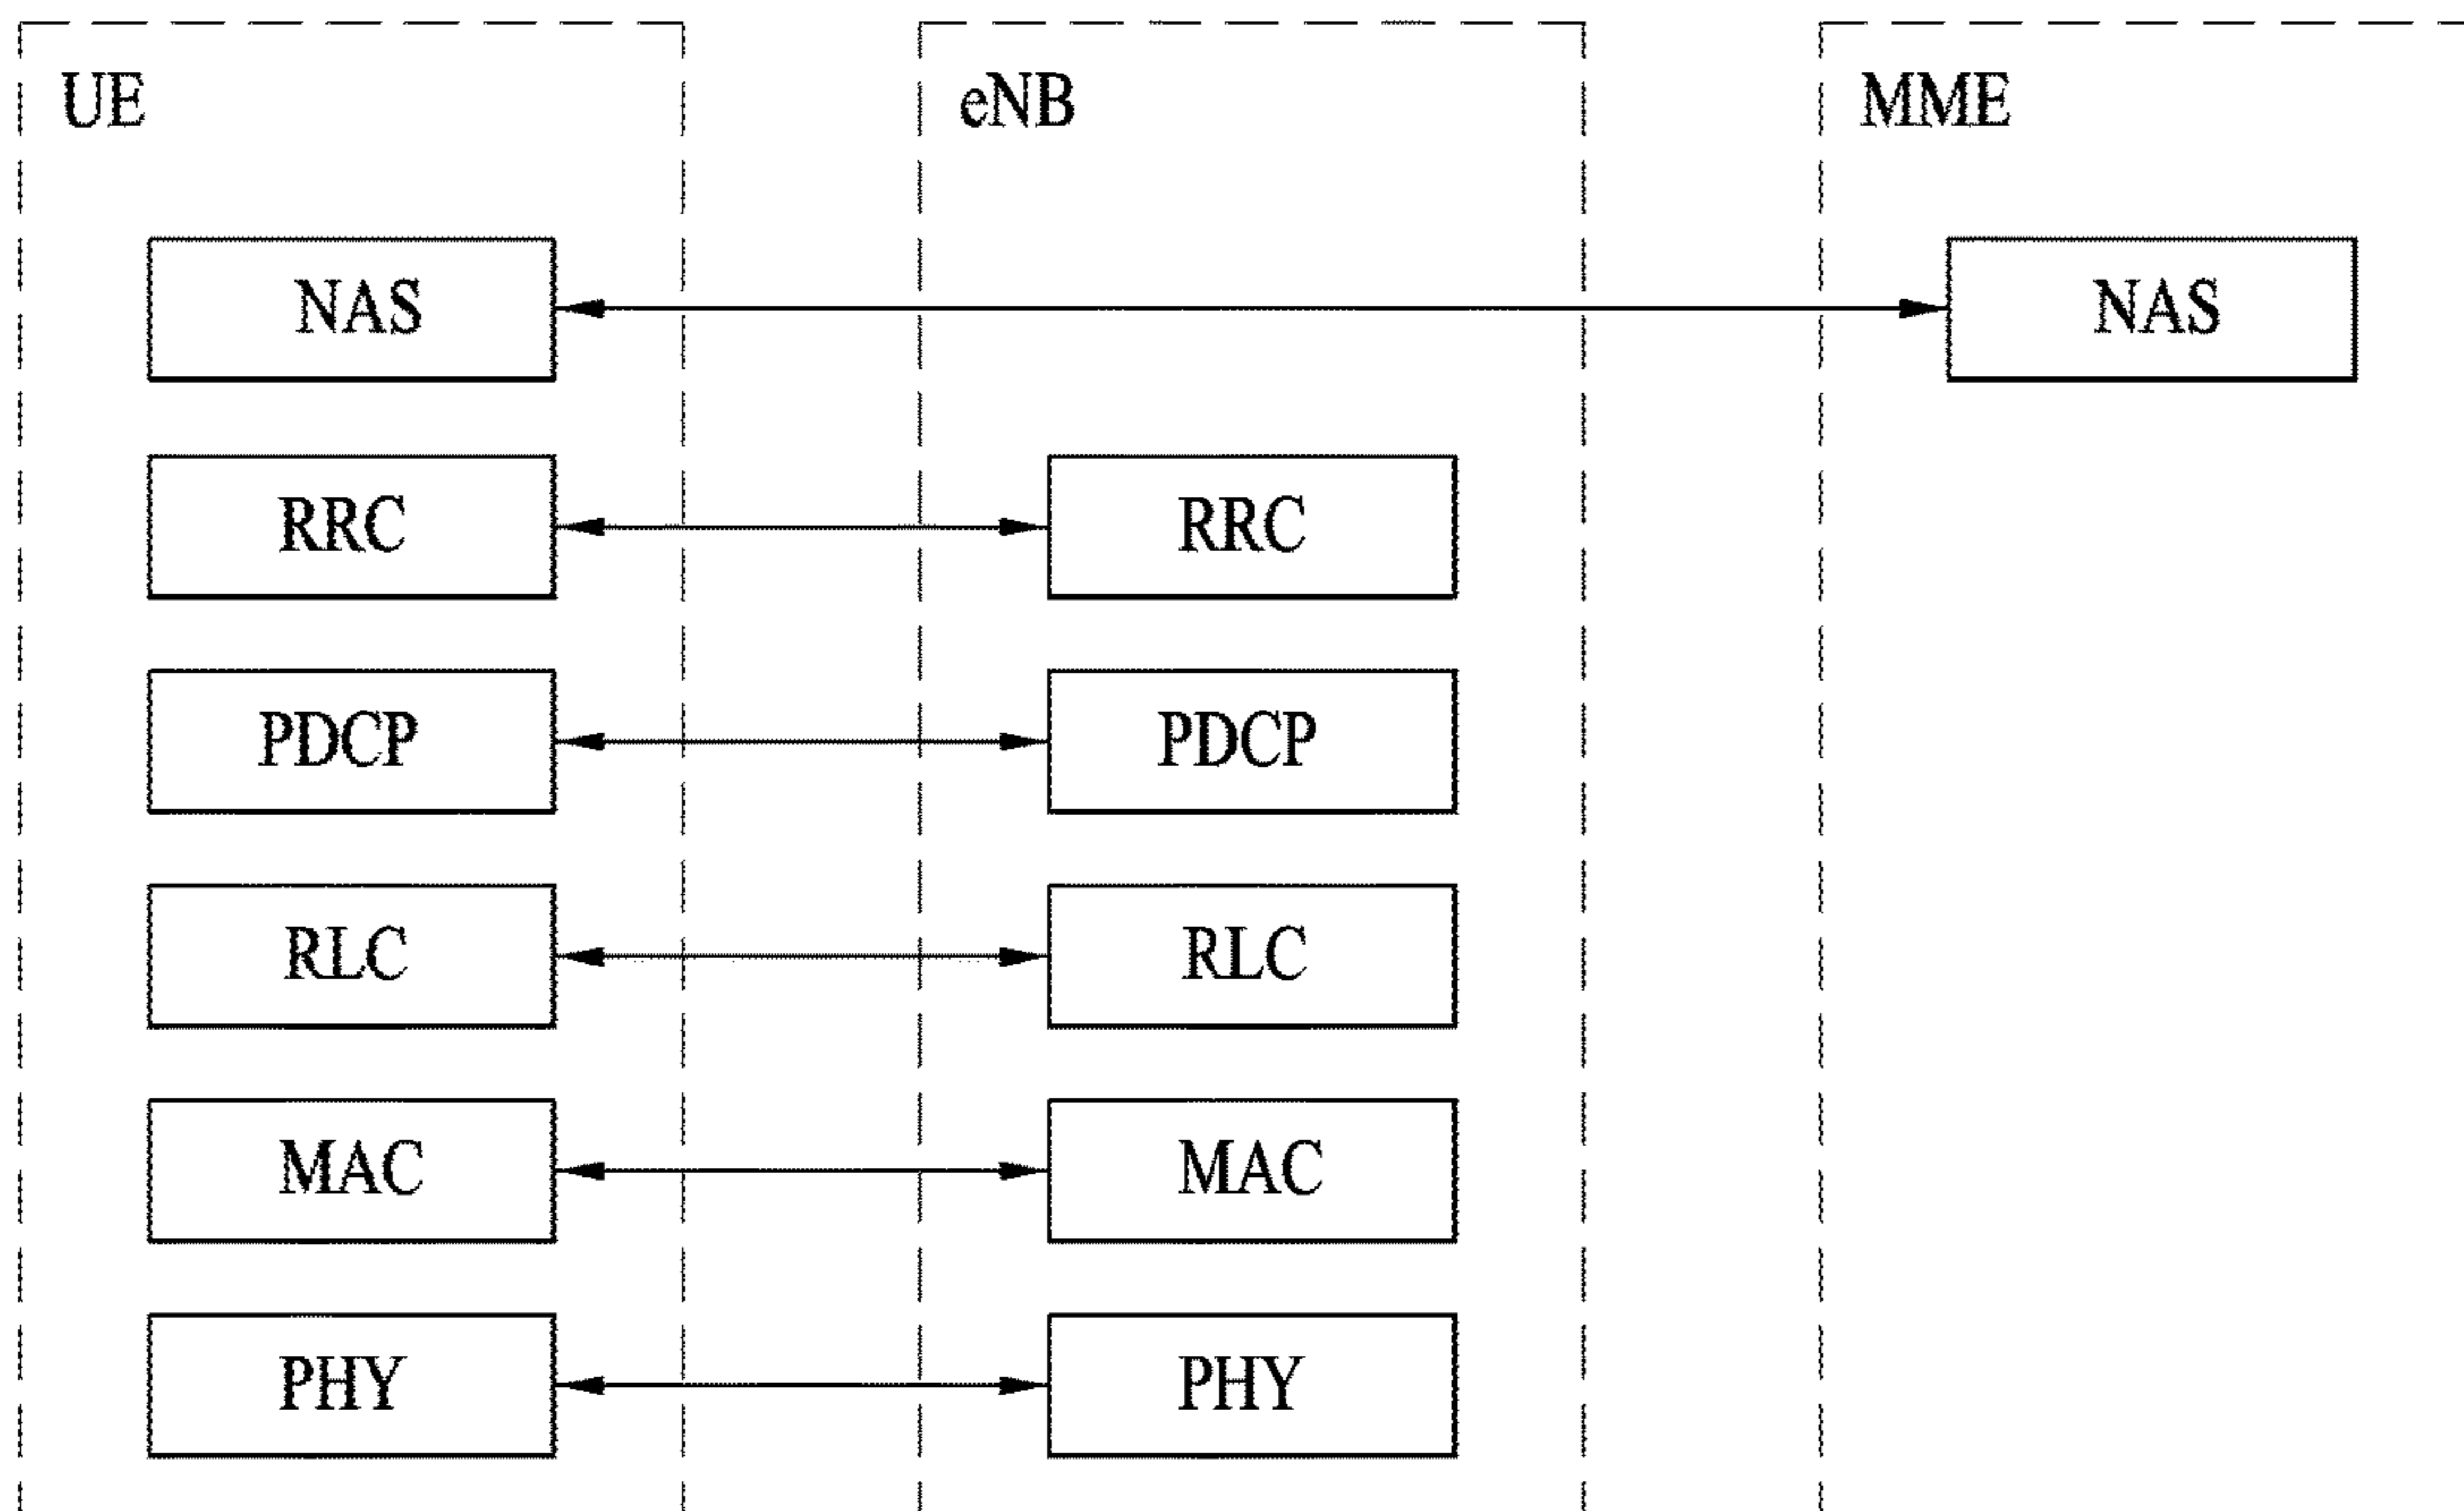 UE eNB MME
NAS NAS
RRC RRC
PDCP PDCP
RLC RLC
MAC MAC
PHY PHY